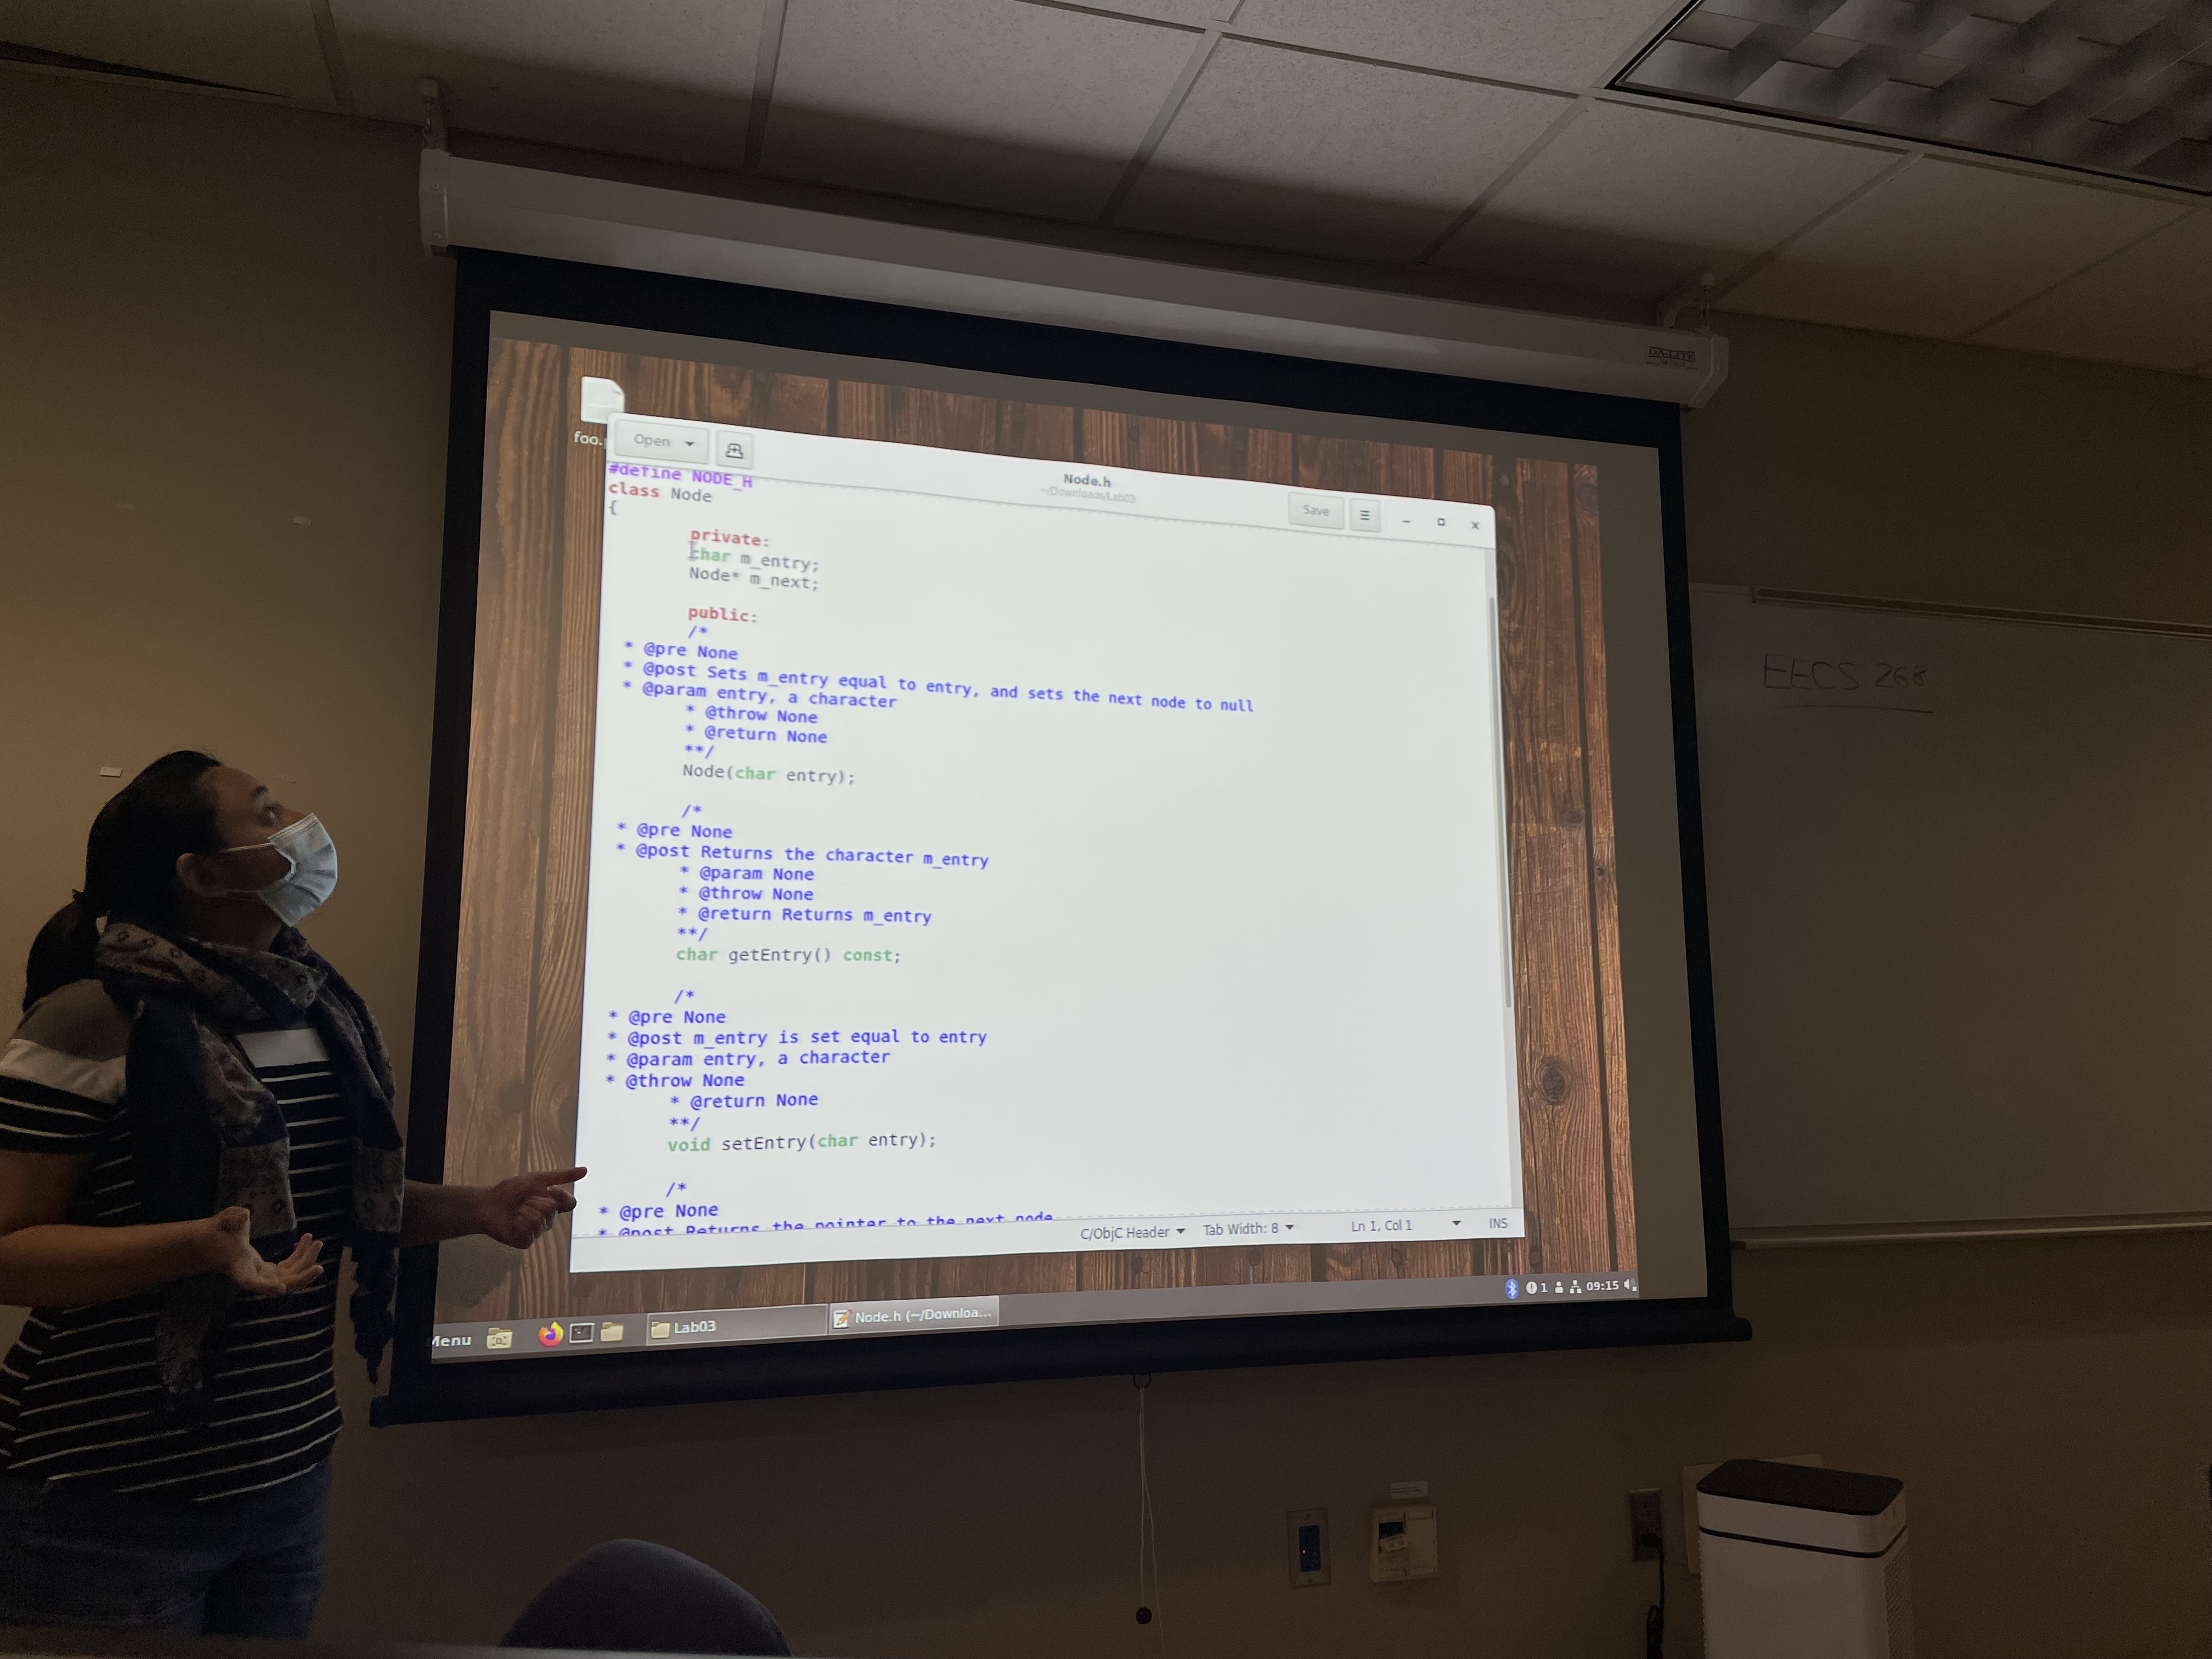 DA-LITE
foo.
Open
Node.h
~/Downloads/Lab03
Save
#define NODE_H
class Node
{
private:
char m_entry;
Node* m_next;
public:
/*
* @pre None
* @post Sets m_entry equal to entry, and sets the next node to null
* @param entry, a character
* @throw None
* @return None
**/
Node(char entry);
/*
* @pre None
* @post Returns the character m_entry
* @param None
* @throw None
* @return Returns m_entry
**/
char getEntry() const;
/*
* @pre None
* @post m_entry is set equal to entry
* @param entry, a character
* @throw None
* @return None
**/
void setEntry(char entry);
/*
* @pre None
* @post Returns the pointer to the next node
C/ObjC Header Tab Width: 8 Ln 1, Col 1 INS
1 09:15
Menu Lab03 Node.h (~/Downloa...
EECS 268